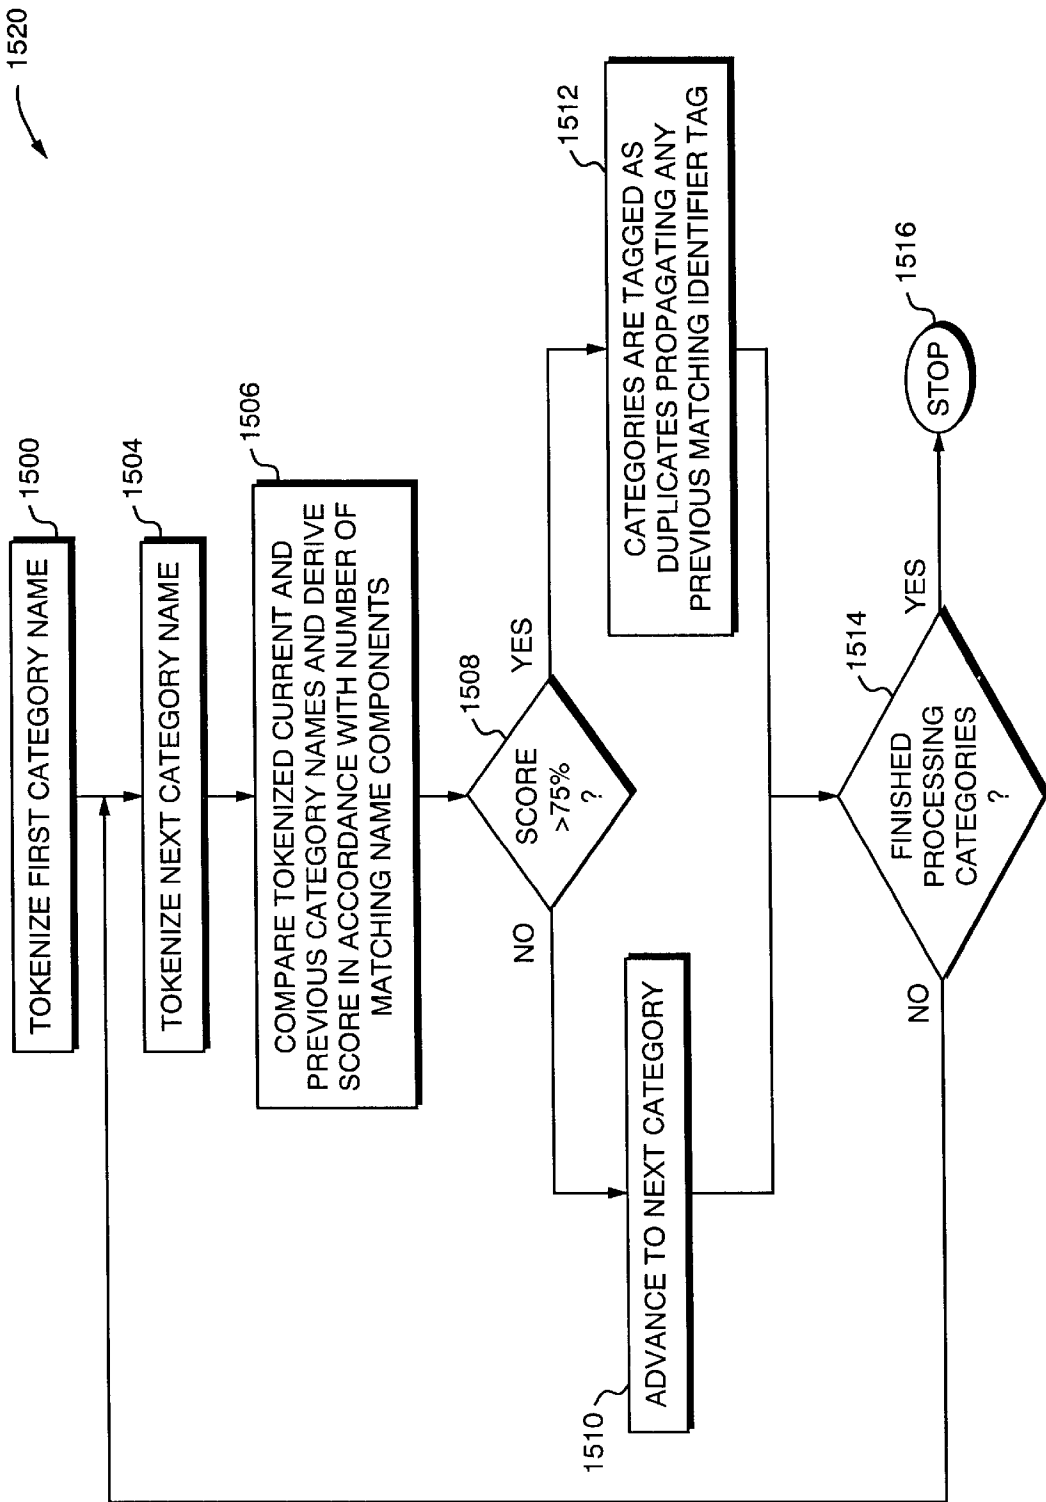 1520
TOKENIZE FIRST CATEGORY NAME
1500
TOKENIZE NEXT CATEGORY NAME
1504
COMPARE TOKENIZED CURRENT AND
PREVIOUS CATEGORY NAMES AND DERIVE
SCORE IN ACCORDANCE WITH NUMBER OF
MATCHING NAME COMPONENTS
1506
SCORE
>75%
?
1508
NO
YES
1510
ADVANCE TO NEXT CATEGORY
CATEGORIES ARE TAGGED AS
DUPLICATES PROPAGATING ANY
PREVIOUS MATCHING IDENTIFIER TAG
1512
FINISHED
PROCESSING
CATEGORIES
?
1514
NO
YES
STOP
1516